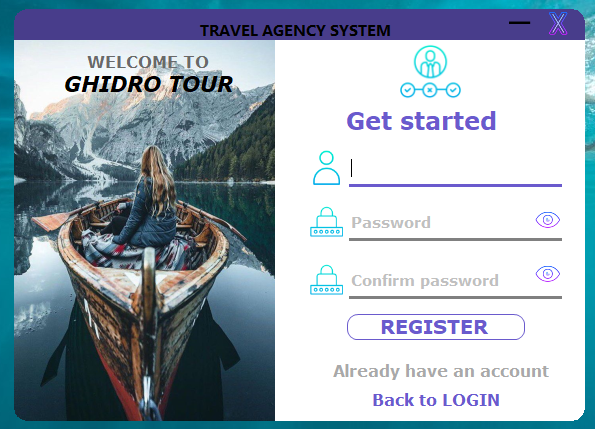 TRAVEL AGENCY SYSTEM
WELCOME TO
GHIDRO TOUR
Get started
Password
Confirm password
REGISTER
Already have an account
Back to LOGIN